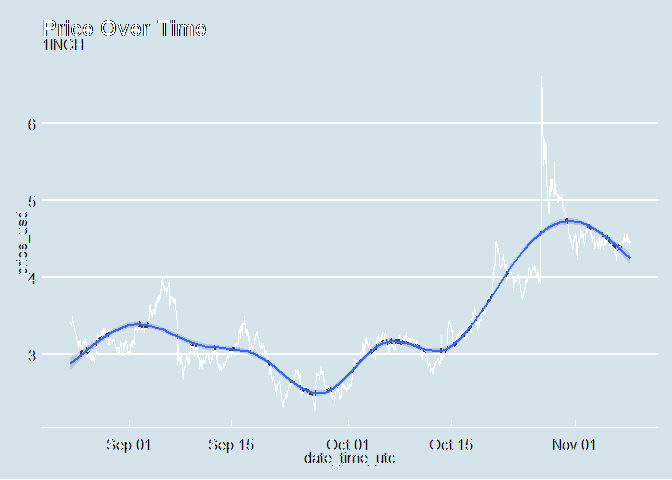 Price Over Time
1INCH
6
5
4
3
price_usd
Sep 01 Sep 15 Oct 01 Oct 15 Nov 01
date_time_utc